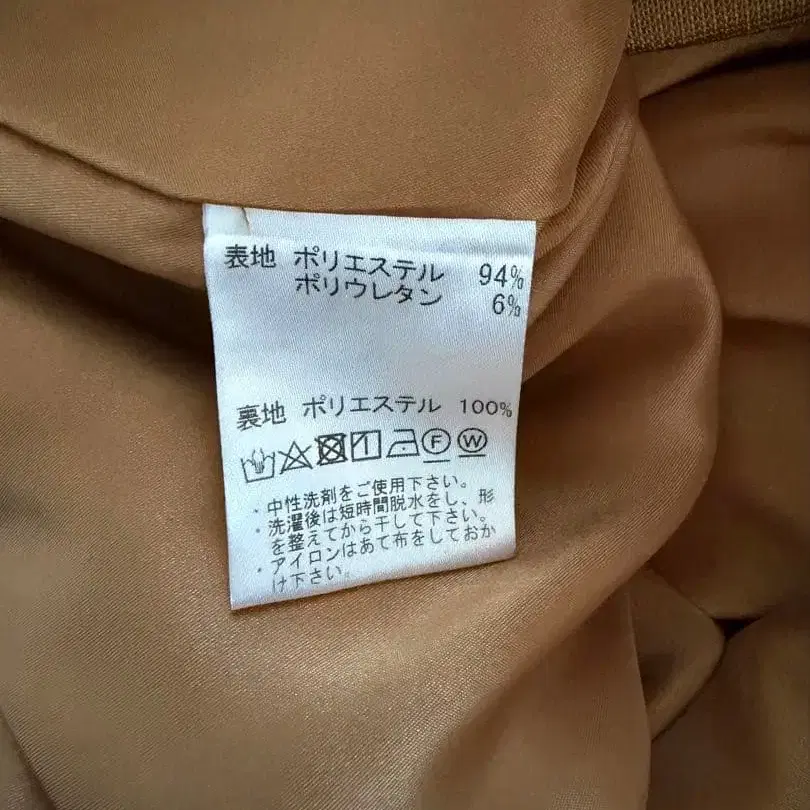 表地 ポリエステル 94%
ポリウレタン 6%
裏地 ポリエステル 100%
F W
・中性洗剤をご使用下さい。
・洗濯後は短時間脱水をし、形
を整えてから干して下さい。
・アイロンはあて布をしておか
け下さい。